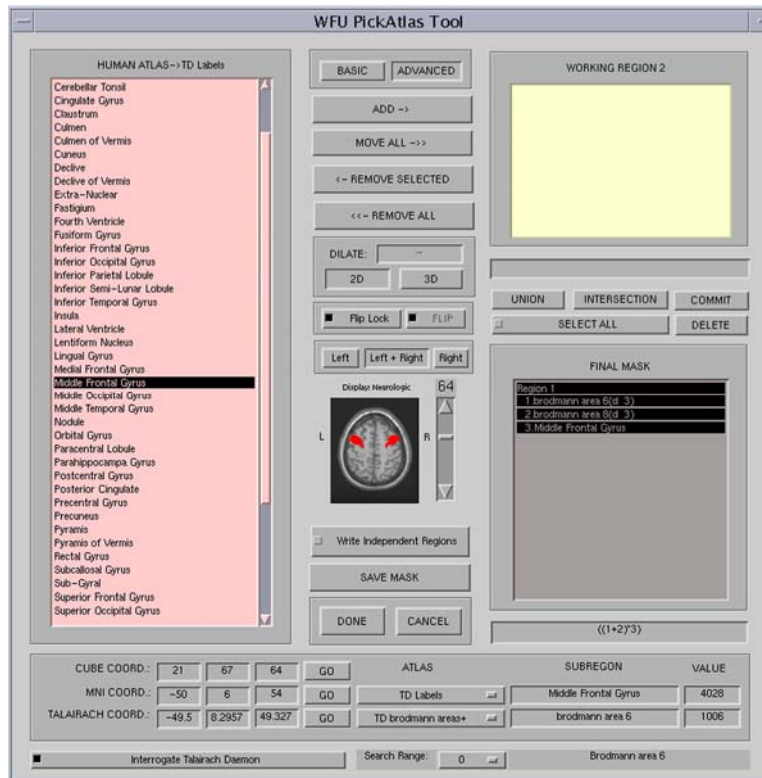 WFU PickAtlas Tool
HUMAN ATLAS->TD Labels
Cerebellar Tonsil
Cingulate Gyrus
Claustrum
Culmen
Culmen of Vermis
Cuneus
Declive
Declive of Vermis
Extra-Nuclear
Fastigium
Fourth Ventricle
Fusiform Gyrus
Inferior Frontal Gyrus
Inferior Occipital Gyrus
Inferior Parietal Lobule
Inferior Semi-Lunar Lobule
Inferior Temporal Gyrus
Insula
Lateral Ventricle
Lentiform Nucleus
Lingual Gyrus
Medial Frontal Gyrus
Middle Frontal Gyrus
Middle Occipital Gyrus
Middle Temporal Gyrus
Nodule
Orbital Gyrus
Paracentral Lobule
Parahippocampa Gyrus
Postcentral Gyrus
Posterior Cingulate
Precentral Gyrus
Precuneus
Pyramis
Pyramis of Vermis
Rectal Gyrus
Subcallosal Gyrus
Sub-Gyral
Superior Frontal Gyrus
Superior Occipital Gyrus
BASIC ADVANCED
ADD ->
MOVE ALL ->>
<- REMOVE SELECTED
<<- REMOVE ALL
DILATE: -
2D 3D
Flip Lock FLIP
Left Left + Right Right
Display: Neurologic 64
L R
Write Independent Regions
SAVE MASK
DONE CANCEL
WORKING REGION 2
UNION INTERSECTION COMMIT
SELECT ALL DELETE
FINAL MASK
Region 1
1.brodmann area 6(d 3)
2.brodmann area 8(d 3)
3.Middle Frontal Gyrus
((1+2)*3)
CUBE COORD.: 21 67 64 GO ATLAS SUBREGON VALUE
MNI COORD.: -50 6 54 GO TD Labels Middle Frontal Gyrus 4028
TALAIRACH COORD.: -49.5 8.2957 49.327 GO TD brodmann areas+ brodmann area 6 1006
Interrogate Talairach Daemon Search Range: 0 Brodmann area 6